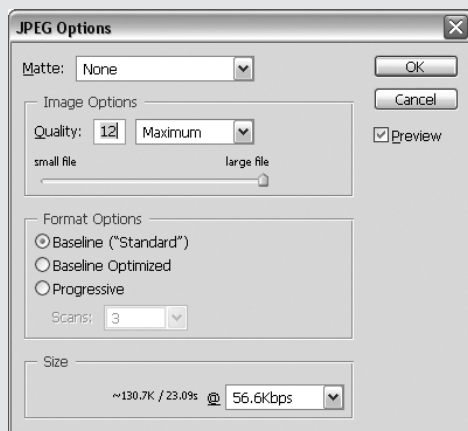 JPEG Options
Matte: None
OK
Cancel
Preview
Image Options
Quality: 12 Maximum
small file large file
Format Options
Baseline ("Standard")
Baseline Optimized
Progressive
Scans: 3
Size
~130.7K / 23.09s @ 56.6Kbps